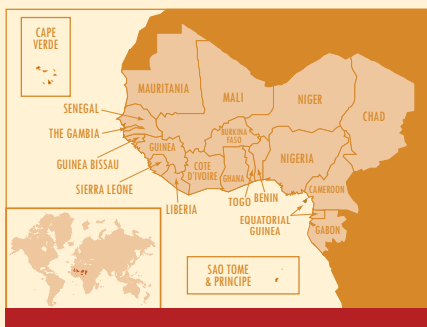 CAPE
VERDE
MAURITANIA
MALI
NIGER
CHAD
SENEGAL
THE GAMBIA
GUINEA BISSAU
GUINEA
SIERRA LEONE
LIBERIA
COTE
D'IVOIRE
BURKINA
FASO
GHANA
TOGO
BENIN
NIGERIA
CAMEROON
EQUATORIAL
GUINEA
GABON
SAO TOME
& PRINCIPE